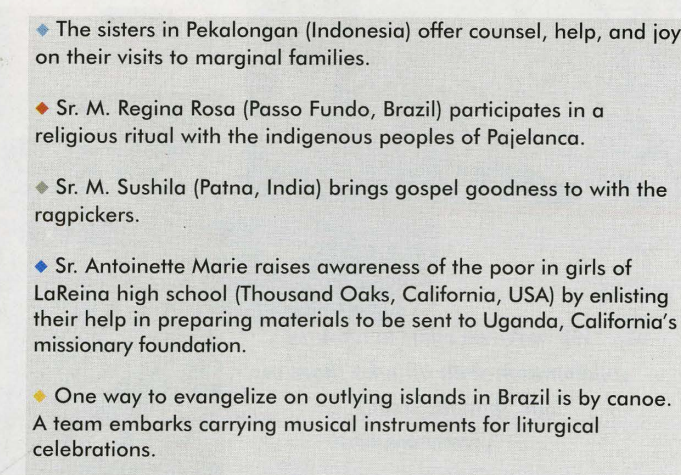 ◆ The sisters in Pekalongan (Indonesia) offer counsel, help, and joy
on their visits to marginal families.
◆ Sr. M. Regina Rosa (Passo Fundo, Brazil) participates in a
religious ritual with the indigenous peoples of Pajelanca.
◆ Sr. M. Sushila (Patna, India) brings gospel goodness to with the
ragpickers.
◆ Sr. Antoinette Marie raises awareness of the poor in girls of
LaReina high school (Thousand Oaks, California, USA) by enlisting
their help in preparing materials to be sent to Uganda, California's
missionary foundation.
◆ One way to evangelize on outlying islands in Brazil is by canoe.
A team embarks carrying musical instruments for liturgical
celebrations.